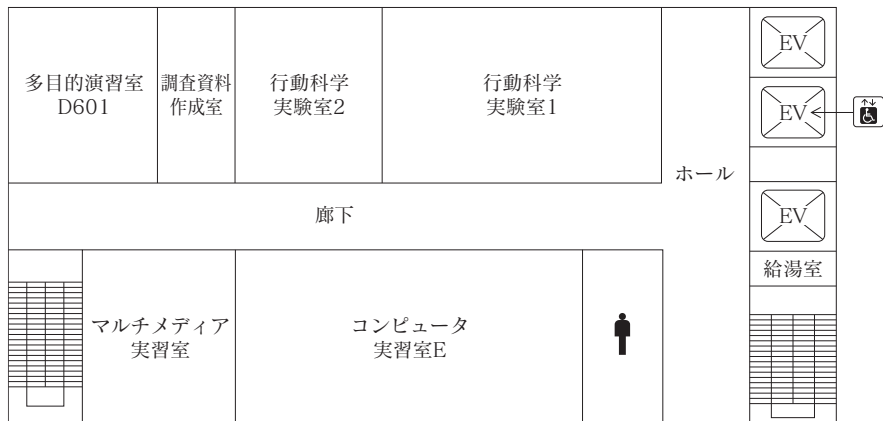 多目的演習室
D601
調査資料
作成室
行動科学
実験室2
行動科学
実験室1
ホール
EV
EV
EV
給湯室
廊下
マルチメディア
実習室
コンピュータ
実習室E